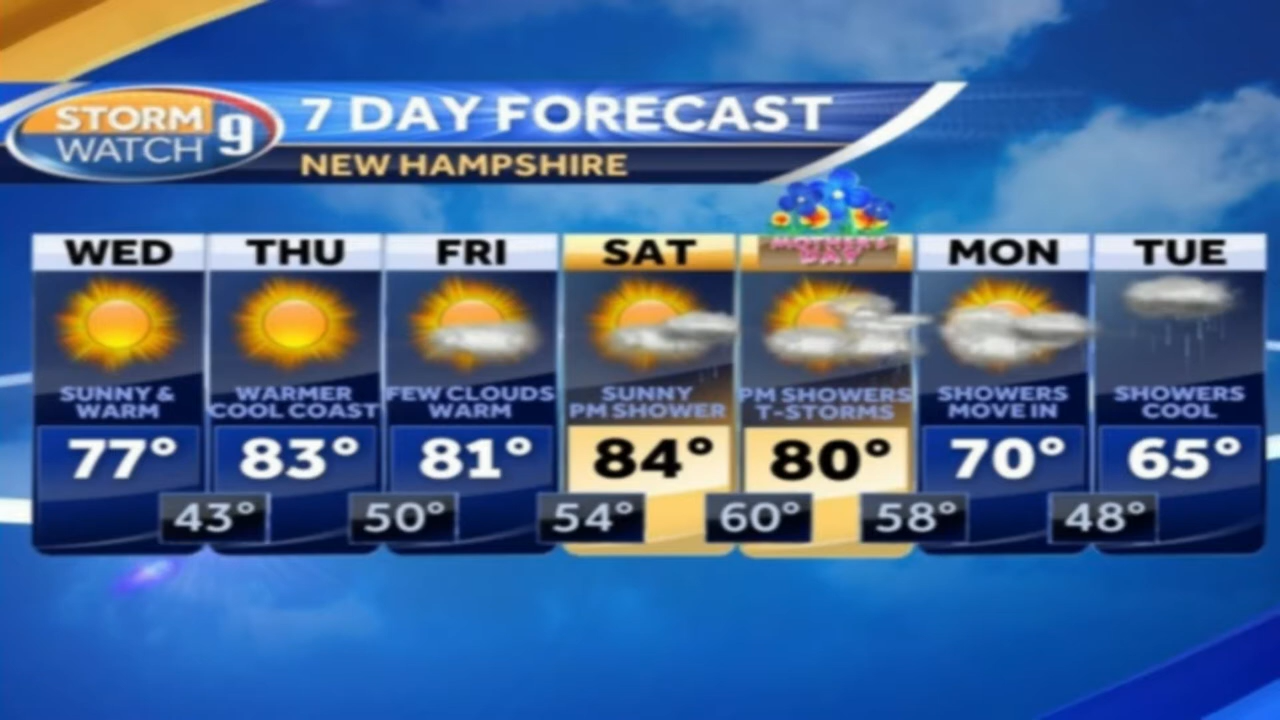 STORM
WATCH 9
7 DAY FORECAST
NEW HAMPSHIRE
WED
THU
FRI
SAT
MOTHER'S
DAY
MON
TUE
SUNNY &
WARM
WARMER
COOL COAST
FEW CLOUDS
WARM
SUNNY
PM SHOWER
PM SHOWERS
T-STORMS
SHOWERS
MOVE IN
SHOWERS
COOL
77° 83° 81° 84° 80° 70° 65°
43° 50° 54° 60° 58° 48°